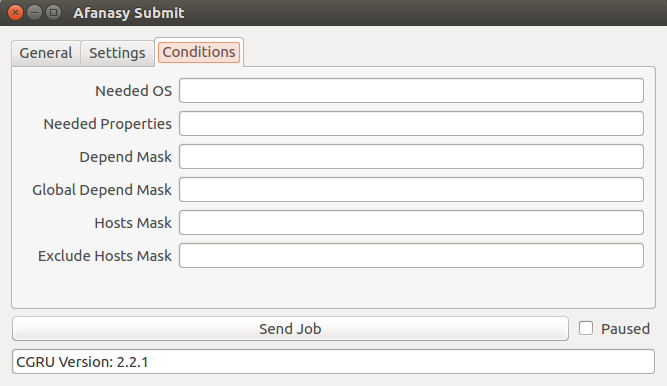 Afanasy Submit
General Settings Conditions
Needed OS
Needed Properties
Depend Mask
Global Depend Mask
Hosts Mask
Exclude Hosts Mask
Send Job Paused
CGRU Version: 2.2.1